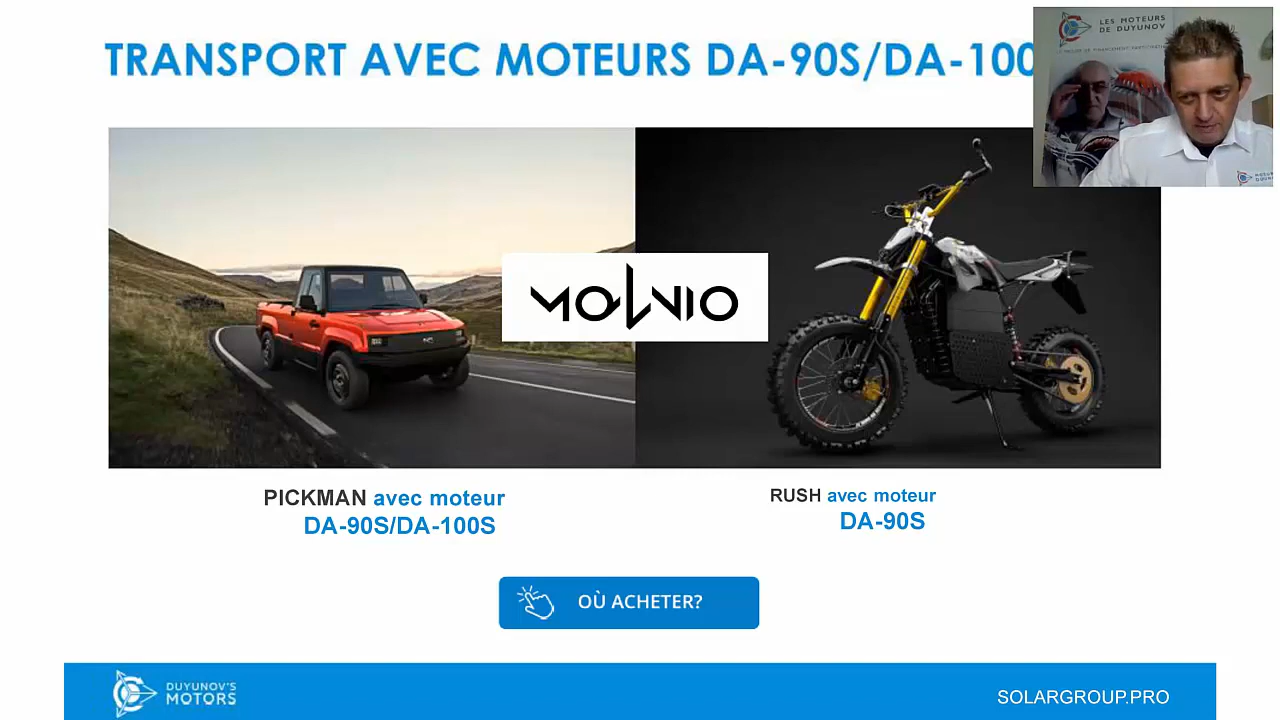 TRANSPORT AVEC MOTEURS DA-90S/DA-100
LES MOTEURS
DE DUYUNOV
MOLNIO
PICKMAN avec moteur
DA-90S/DA-100S
RUSH avec moteur
DA-90S
OÙ ACHETER?
DUYUNOV'S
MOTORS
SOLARGROUP.PRO